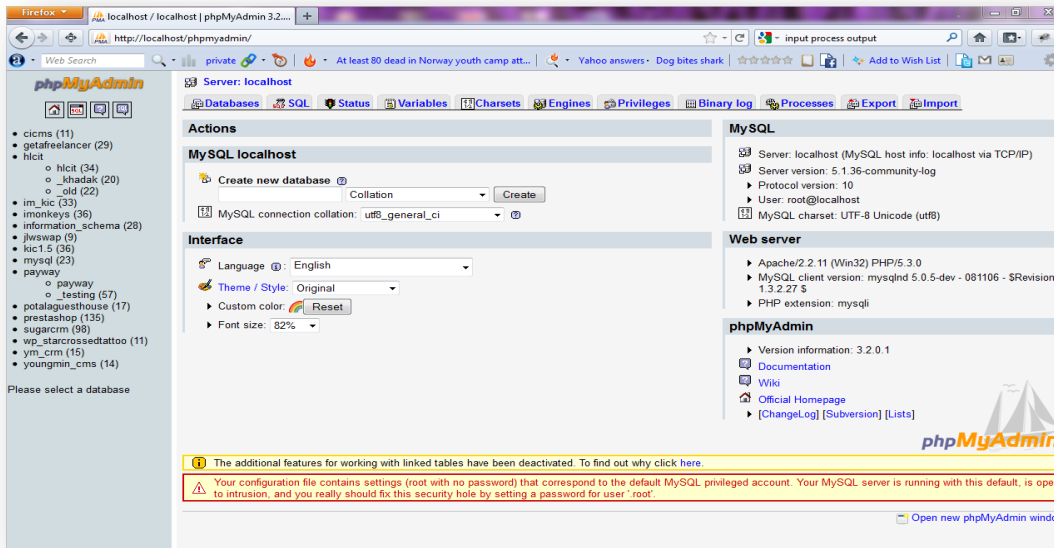 Firefox
localhost / localhost | phpMyAdmin 3.2....
http://localhost/phpmyadmin/
input process output
Web Search
private
At least 80 dead in Norway youth camp att...
Yahoo answers
Dog bites shark
Add to Wish List
phpMyAdmin
cicms (11)
getafreelancer (29)
hlcit
hlcit (34)
_khadak (20)
_old (22)
im_kic (33)
imonkeys (36)
information_schema (28)
jlwswap (9)
kic1.5 (36)
mysql (23)
payway
payway
_testing (57)
potalaguesthouse (17)
prestashop (135)
sugarcrm (98)
wp_starcrossedtattoo (11)
ym_crm (15)
youngmin_cms (14)
Please select a database
Server: localhost
Databases SQL Status Variables Charsets Engines Privileges Binary log Processes Export Import
Actions
MySQL localhost
Create new database
Collation Create
MySQL connection collation: utf8_general_ci
Interface
Language : English
Theme / Style: Original
Custom color: Reset
Font size: 82%
MySQL
Server: localhost (MySQL host info: localhost via TCP/IP)
Server version: 5.1.36-community-log
Protocol version: 10
User: root@localhost
MySQL charset: UTF-8 Unicode (utf8)
Web server
Apache/2.2.11 (Win32) PHP/5.3.0
MySQL client version: mysqlnd 5.0.5-dev - 081106 - $Revision
1.3.2.27 $
PHP extension: mysqli
phpMyAdmin
Version information: 3.2.0.1
Documentation
Wiki
Official Homepage
[ChangeLog] [Subversion] [Lists]
phpMyAdmin
The additional features for working with linked tables have been deactivated. To find out why click here.
Your configuration file contains settings (root with no password) that correspond to the default MySQL privileged account. Your MySQL server is running with this default, is ope
to intrusion, and you really should fix this security hole by setting a password for user '.root'.
Open new phpMyAdmin windo